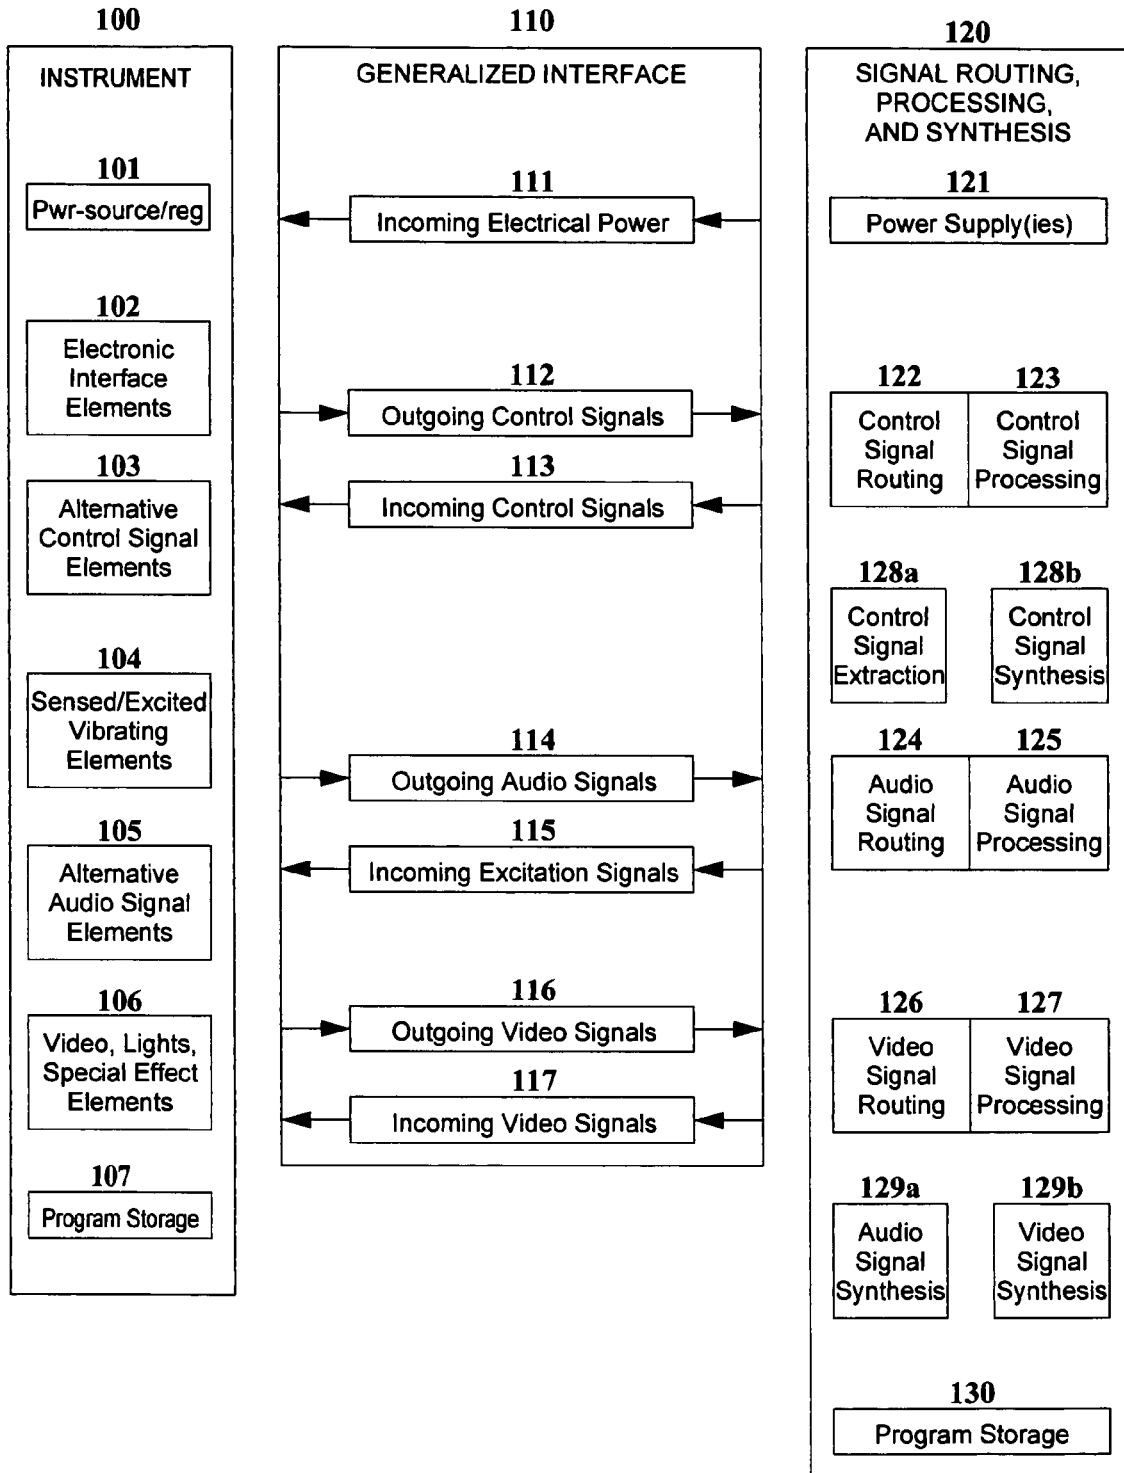 100
INSTRUMENT
101
Pwr-source/reg
102
Electronic
Interface
Elements
103
Alternative
Control Signal
Elements
104
Sensed/Excited
Vibrating
Elements
105
Alternative
Audio Signal
Elements
106
Video, Lights,
Special Effect
Elements
107
Program Storage
110
GENERALIZED INTERFACE
111
Incoming Electrical Power
112
Outgoing Control Signals
113
Incoming Control Signals
114
Outgoing Audio Signals
115
Incoming Excitation Signals
116
Outgoing Video Signals
117
Incoming Video Signals
120
SIGNAL ROUTING,
PROCESSING,
AND SYNTHESIS
121
Power Supply(ies)
122
Control
Signal
Routing
123
Control
Signal
Processing
128a
Control
Signal
Extraction
128b
Control
Signal
Synthesis
124
Audio
Signal
Routing
125
Audio
Signal
Processing
126
Video
Signal
Routing
127
Video
Signal
Processing
129a
Audio
Signal
Synthesis
129b
Video
Signal
Synthesis
130
Program Storage